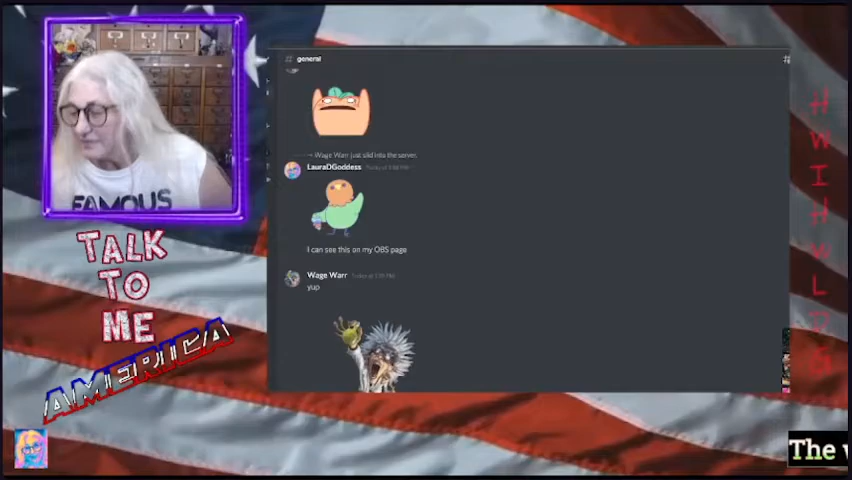 FAMOUS
TALK
TO
ME
AMERICA
general
Wage Warr just slid into the server.
LauraDGoddess
I can see this on my OBS page
Wage Warr
yup
The